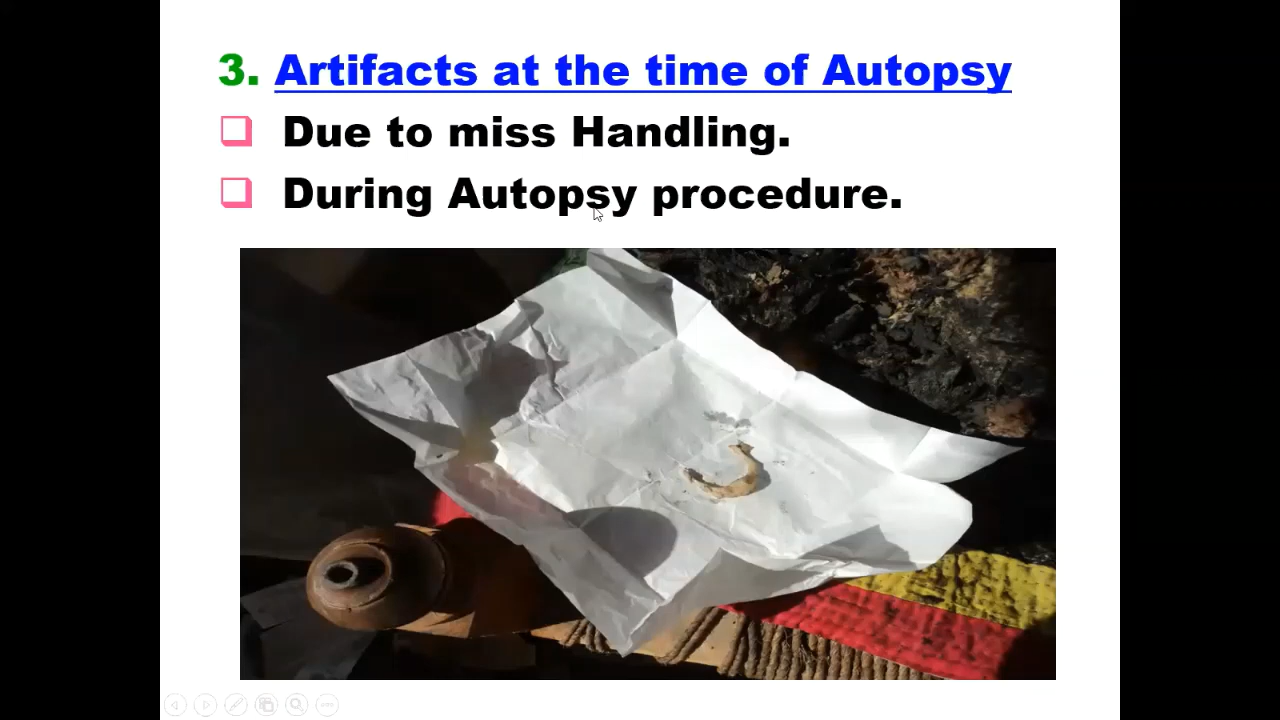 3. Artifacts at the time of Autopsy
Due to miss Handling.
During Autopsy procedure.